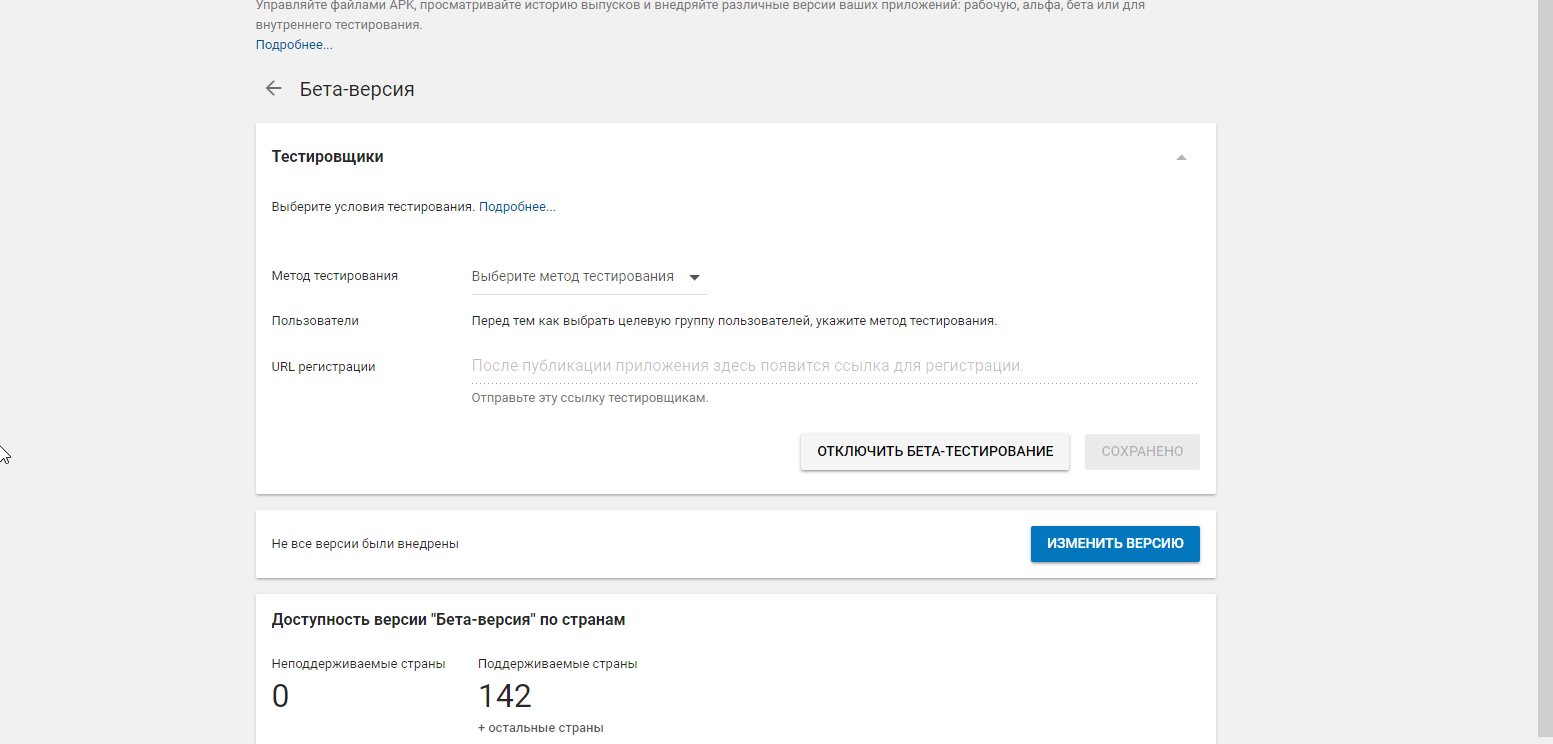 Управляйте файлами APK, просматривайте историю выпусков и внедряйте различные версии ваших приложений: рабочую, альфа, бета или для
внутреннего тестирования.
Подробнее...
Бета-версия
Тестировщики
Выберите условия тестирования. Подробнее...
Метод тестирования Выберите метод тестирования
Пользователи Перед тем как выбрать целевую группу пользователей, укажите метод тестирования.
URL регистрации После публикации приложения здесь появится ссылка для регистрации.
Отправьте эту ссылку тестировщикам.
ОТКЛЮЧИТЬ БЕТА-ТЕСТИРОВАНИЕ СОХРАНЕНО
Не все версии были внедрены ИЗМЕНИТЬ ВЕРСИЮ
Доступность версии "Бета-версия" по странам
Неподдерживаемые страны Поддерживаемые страны
0 142
+ остальные страны